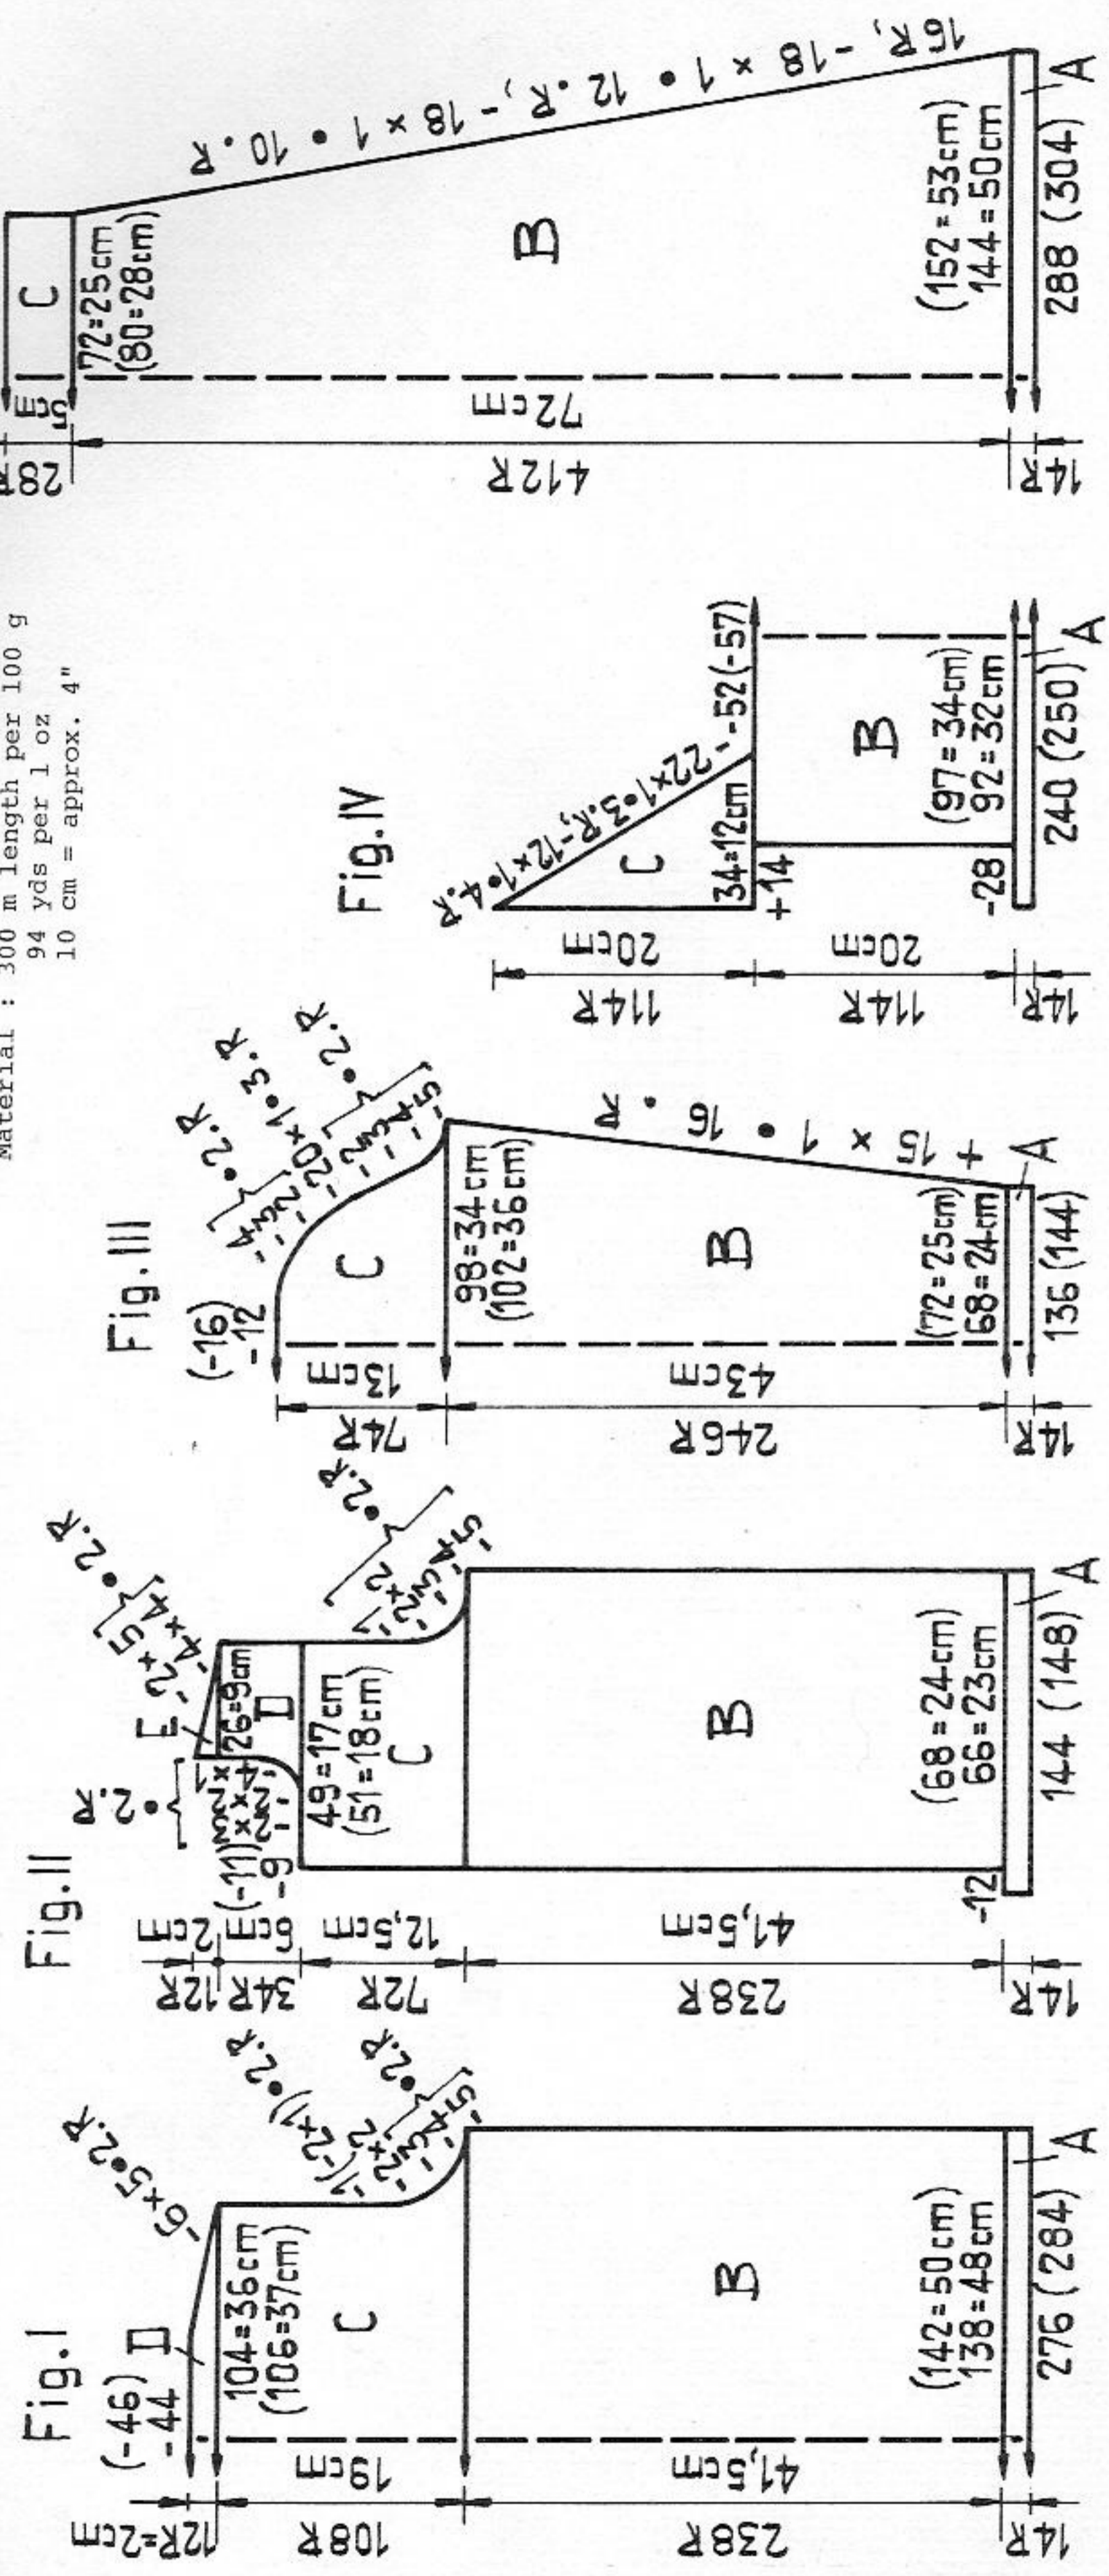 Material : 300 m length per 100 g
94 yds per 1 oz
10 cm = approx. 4"
Fig.I
(-46)
-44
D
-6×5•2.R
12R=2cm
104=36cm
(106=37cm)
C
-1(-2×1)•2.R
-2×2
-3
-4
-5
•2.R
19cm
108R
B
41,5cm
238R
(142=50cm)
138=48cm
276 (284)
A
14R
Fig.II
•2.R
E
-2×5
-4×4
•2.R
2cm
12R
(-11)
-9
26=9cm
D
6cm
34R
49=17cm
(51=18cm)
C
-1
-2×2
-3
-4
-5
•2.R
12,5cm
72R
B
41,5cm
238R
-12
(68=24cm)
66=23cm
144 (148)
A
14R
Fig.III
(-16)
-12
-4
-3
-2
•2.R
-20×1•3.R
-2
-3
-4
-5
•2.R
C
13cm
74R
98=34cm
(102=36cm)
B
+ 15 × 1 • 16 . R
43cm
246R
(72=25cm)
68=24cm
136 (144)
A
14R
Fig.IV
-22×1•3.R,-12×1•4.R
C
20cm
114R
34=12cm
-52(-57)
+14
B
20cm
114R
-28
(97=34cm)
92=32cm
240 (250)
A
14R
C
5cm
28R
72=25cm
(80=28cm)
B
16R, -18 × 1 • 12.R, -18 × 1 • 10.R
72cm
412R
(152=53cm)
144=50cm
288 (304)
A
14R